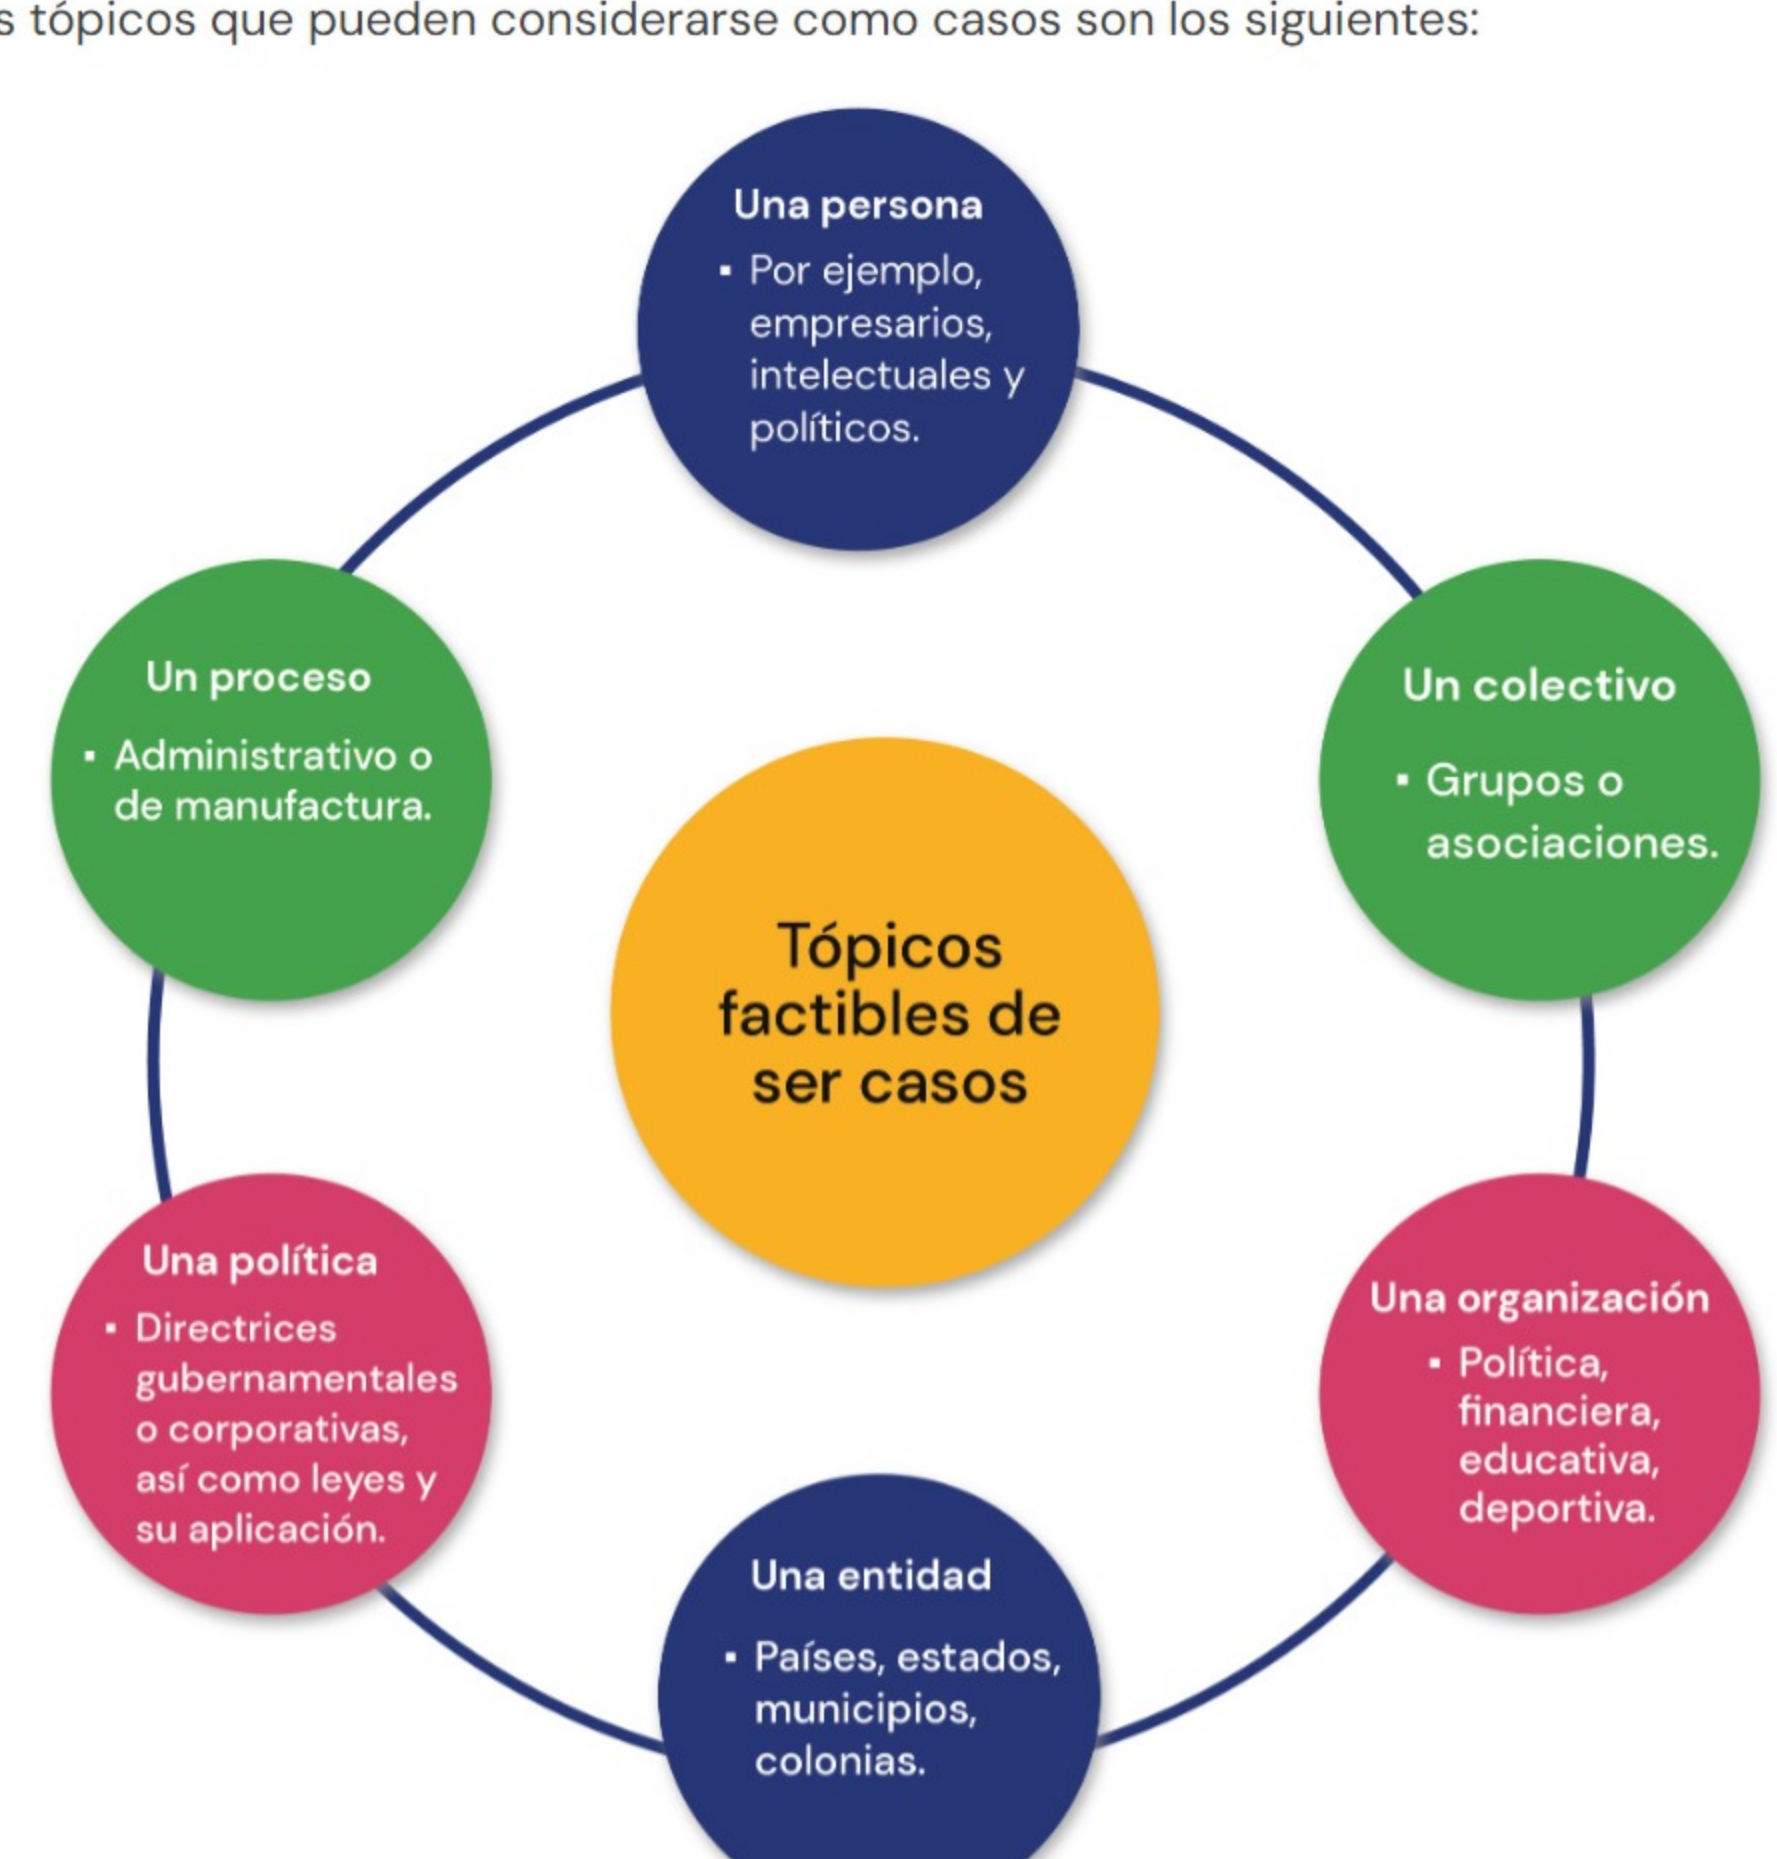 s tópicos que pueden considerarse como casos son los siguientes:
Una persona
▪ Por ejemplo,
empresarios,
intelectuales y
políticos.
Un colectivo
▪ Grupos o
asociaciones.
Una organización
▪ Política,
financiera,
educativa,
deportiva.
Una entidad
▪ Países, estados,
municipios,
colonias.
Una política
▪ Directrices
gubernamentales
o corporativas,
así como leyes y
su aplicación.
Un proceso
▪ Administrativo o
de manufactura.
Tópicos
factibles de
ser casos